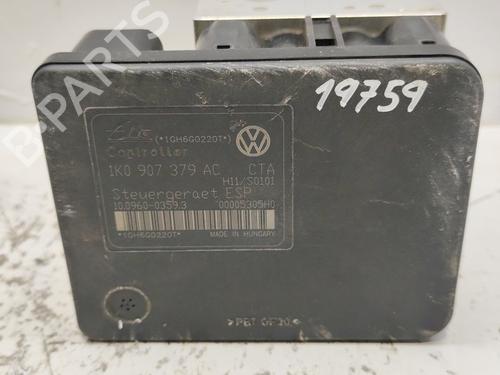 19759
Ate (*1GH6G0220T*)
Controller
1K0 907 379 AC CTA
H11/S0101
Steuergeraet ESP
10.0960-0359.3 00005305H0
*1GH6G0220T* MADE IN HUNGARY
>PBT GF30<
B-PARTS